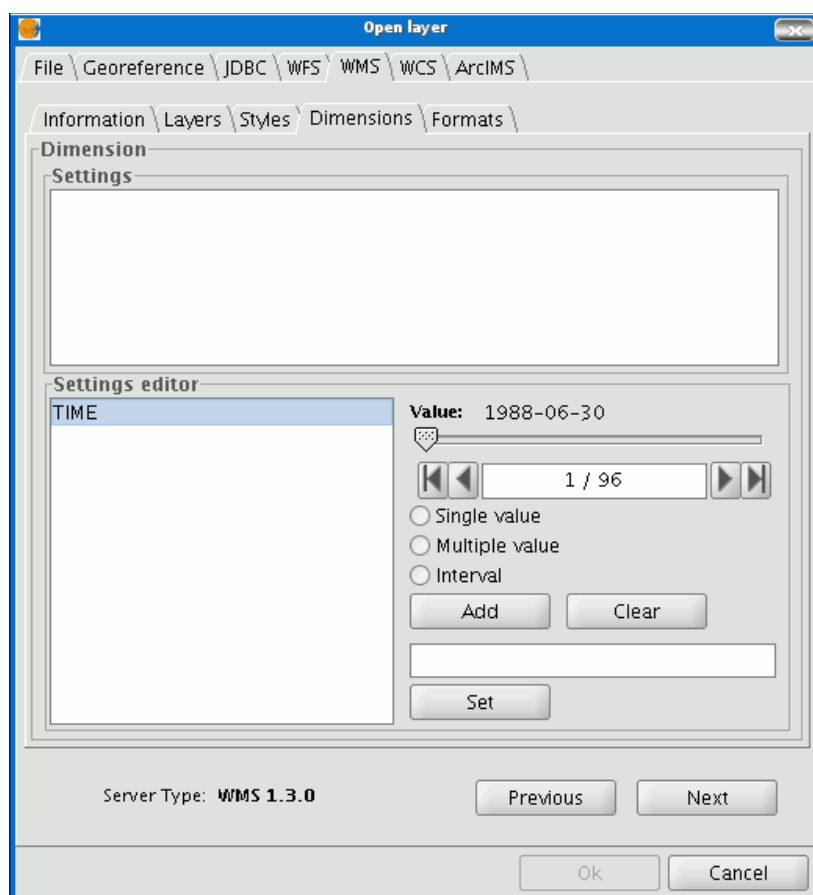 Open layer
File Georeference JDBC WFS WMS WCS ArcIMS
Information Layers Styles Dimensions Formats
Dimension
Settings
Settings editor
TIME
Value: 1988-06-30
1 / 96
Single value
Multiple value
Interval
Add Clear
Set
Server Type: WMS 1.3.0
Previous Next
Ok Cancel